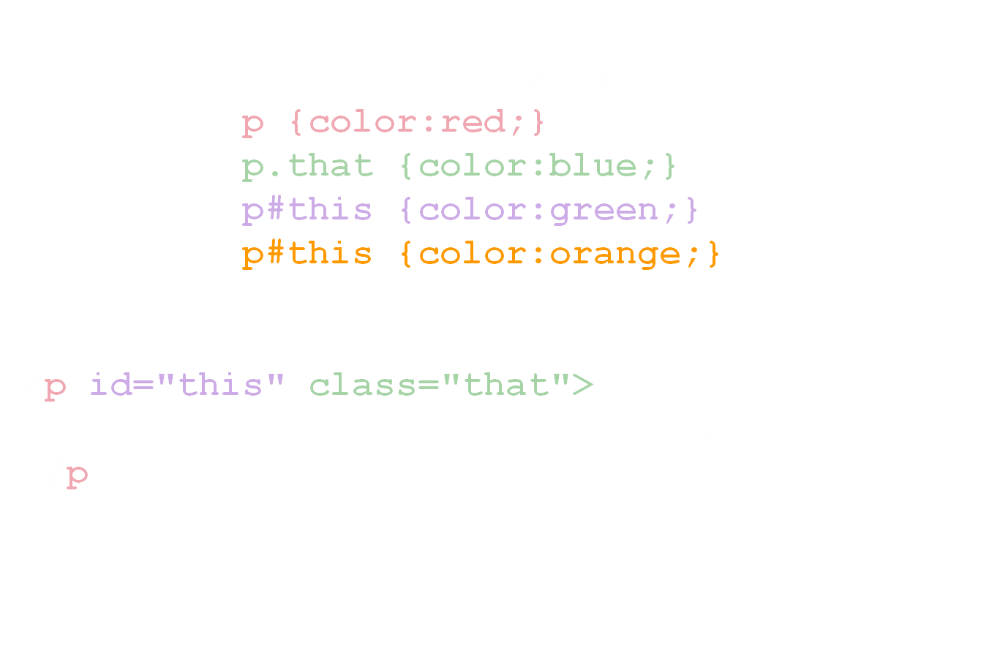 p {color:red;}
p.that {color:blue;}
p#this {color:green;}
p#this {color:orange;}
p id="this" class="that">
p